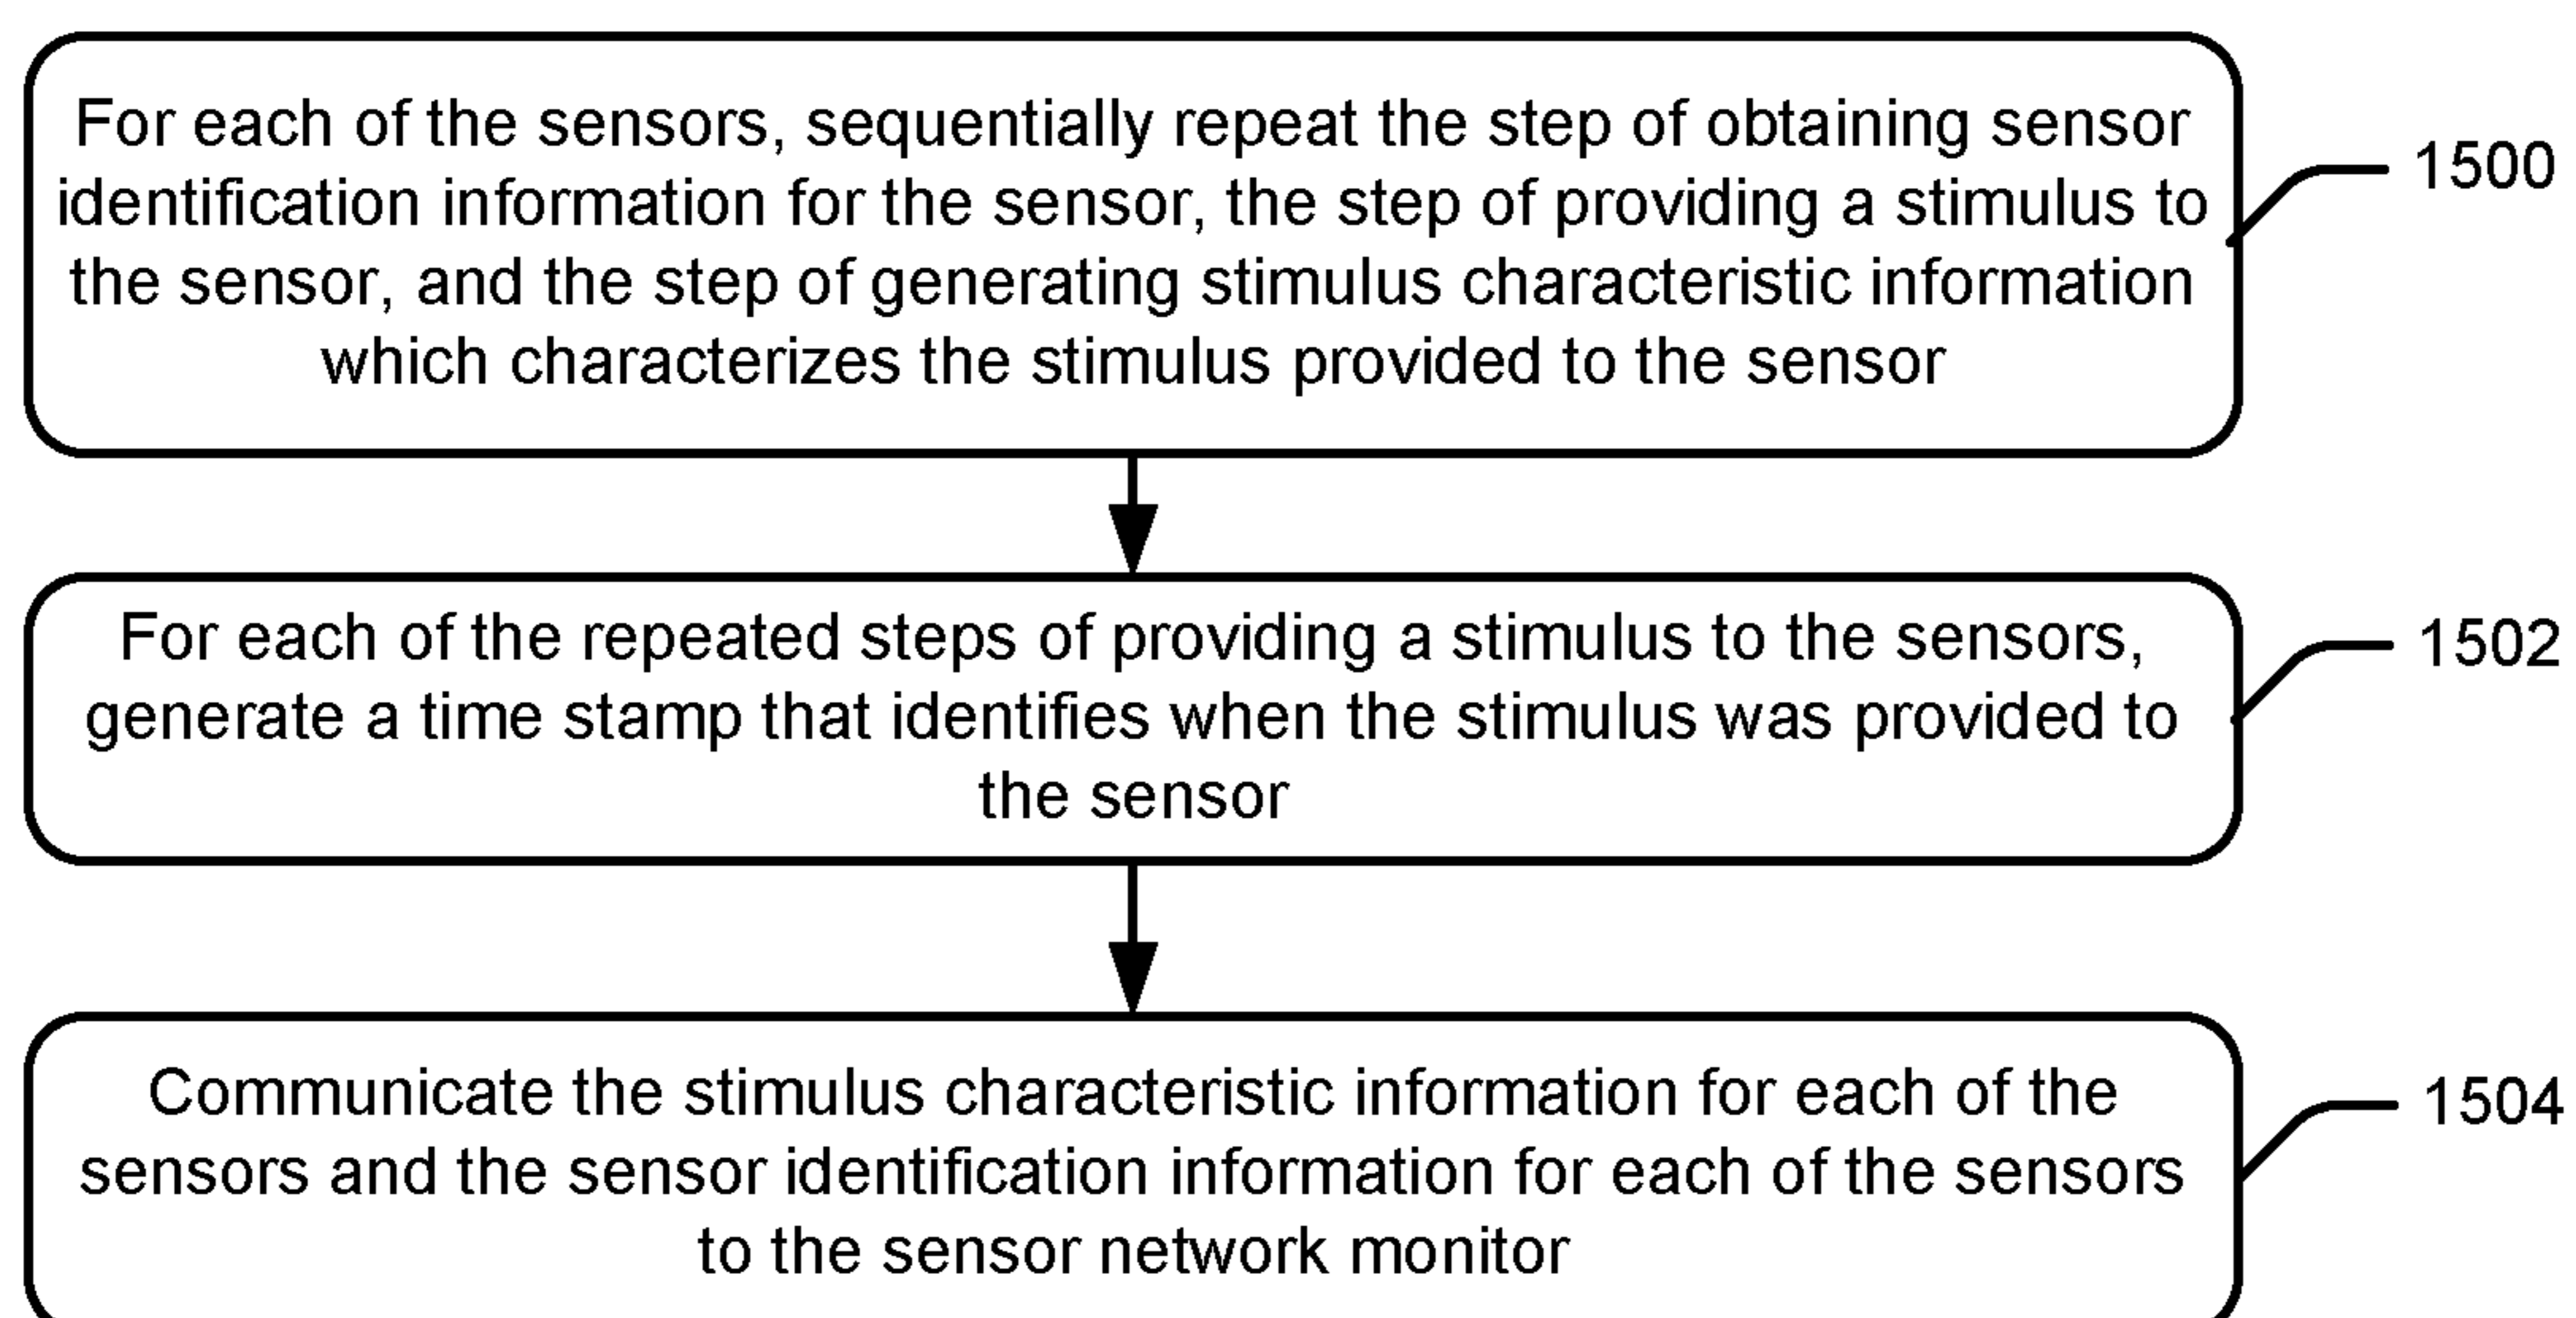 For each of the sensors, sequentially repeat the step of obtaining sensor
identification information for the sensor, the step of providing a stimulus to
the sensor, and the step of generating stimulus characteristic information
which characterizes the stimulus provided to the sensor
1500
For each of the repeated steps of providing a stimulus to the sensors,
generate a time stamp that identifies when the stimulus was provided to
the sensor
1502
Communicate the stimulus characteristic information for each of the
sensors and the sensor identification information for each of the sensors
to the sensor network monitor
1504